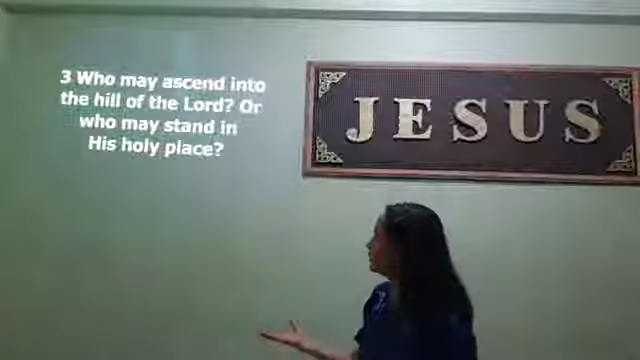 3 Who may ascend into
the hill of the Lord? Or
who may stand in
His holy place?
JESUS